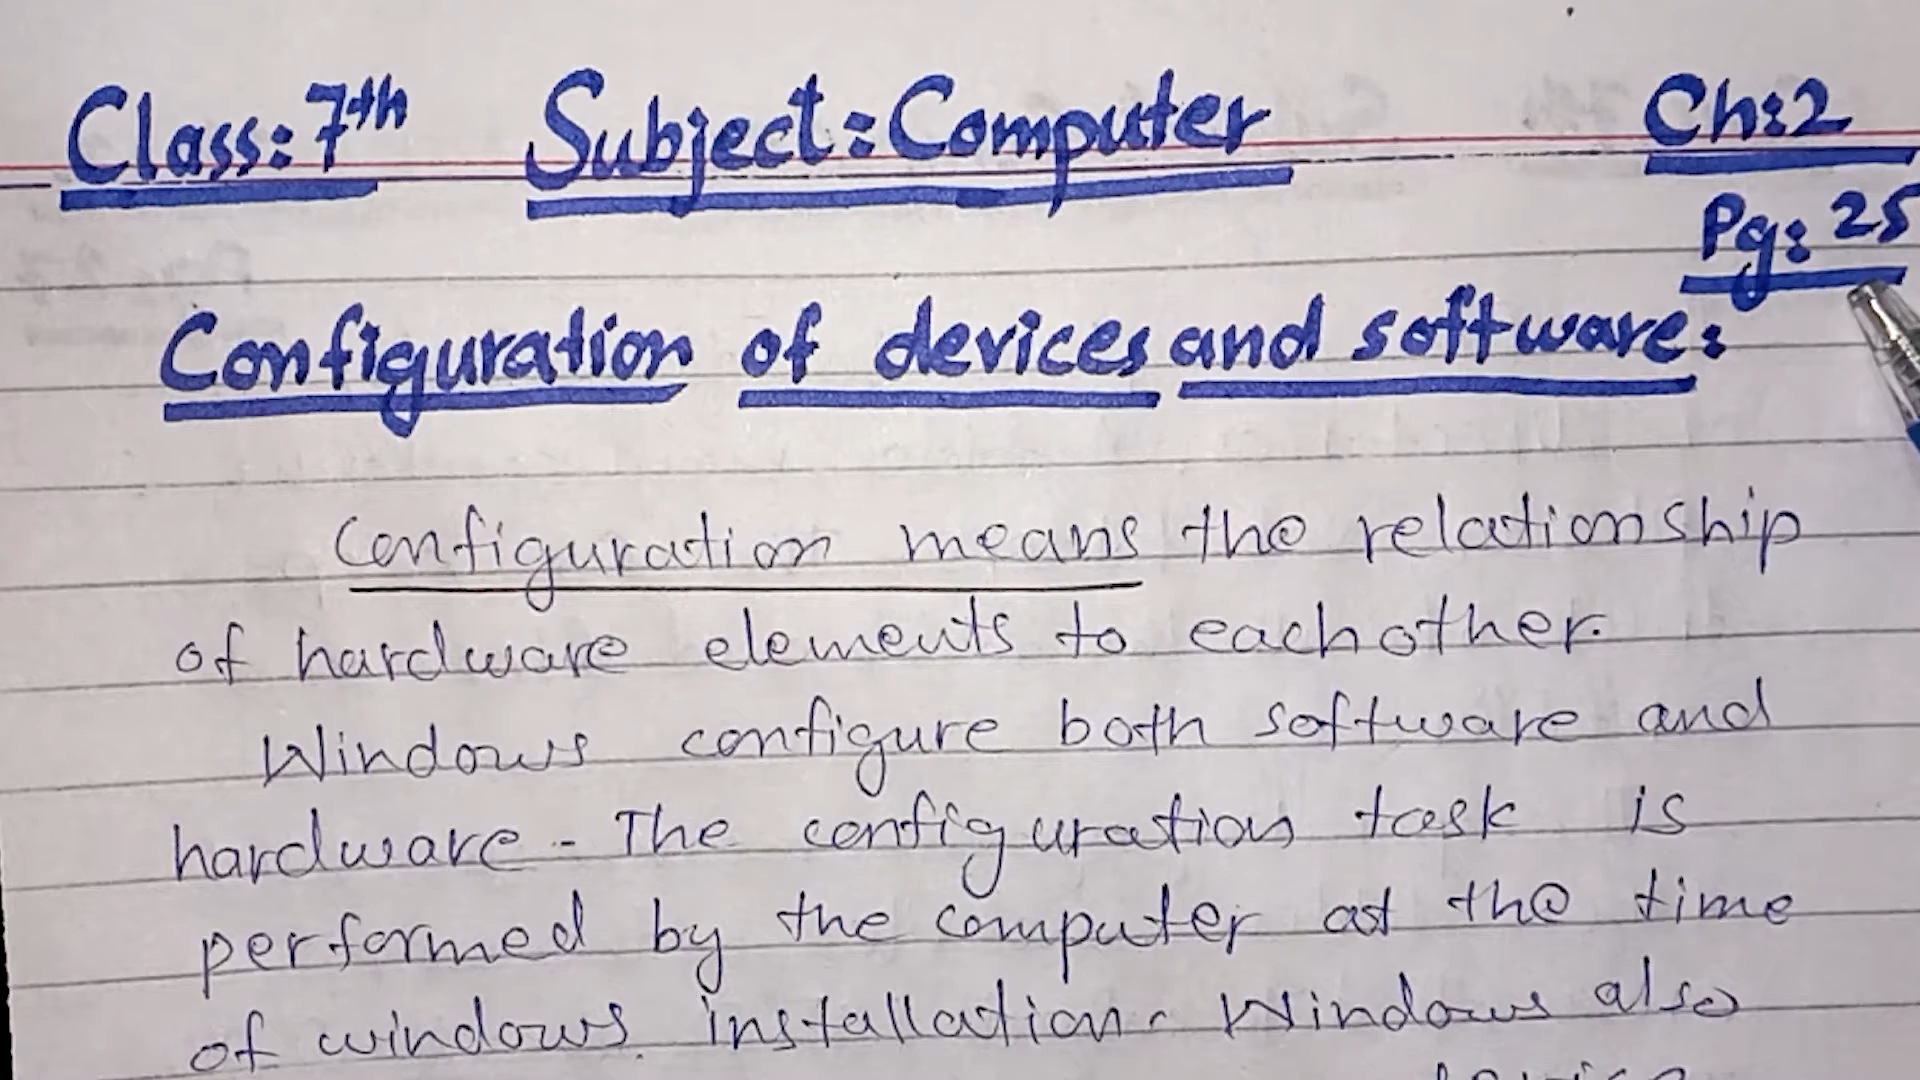 Class: 7th Subject: Computer Ch:2
Pg: 25
Configuration of devices and software:
Configuration means the relationship
of hardware elements to eachother.
Windows configure both software and
hardware - The configuration task is
performed by the computer at the time
of windows installation. Windows also